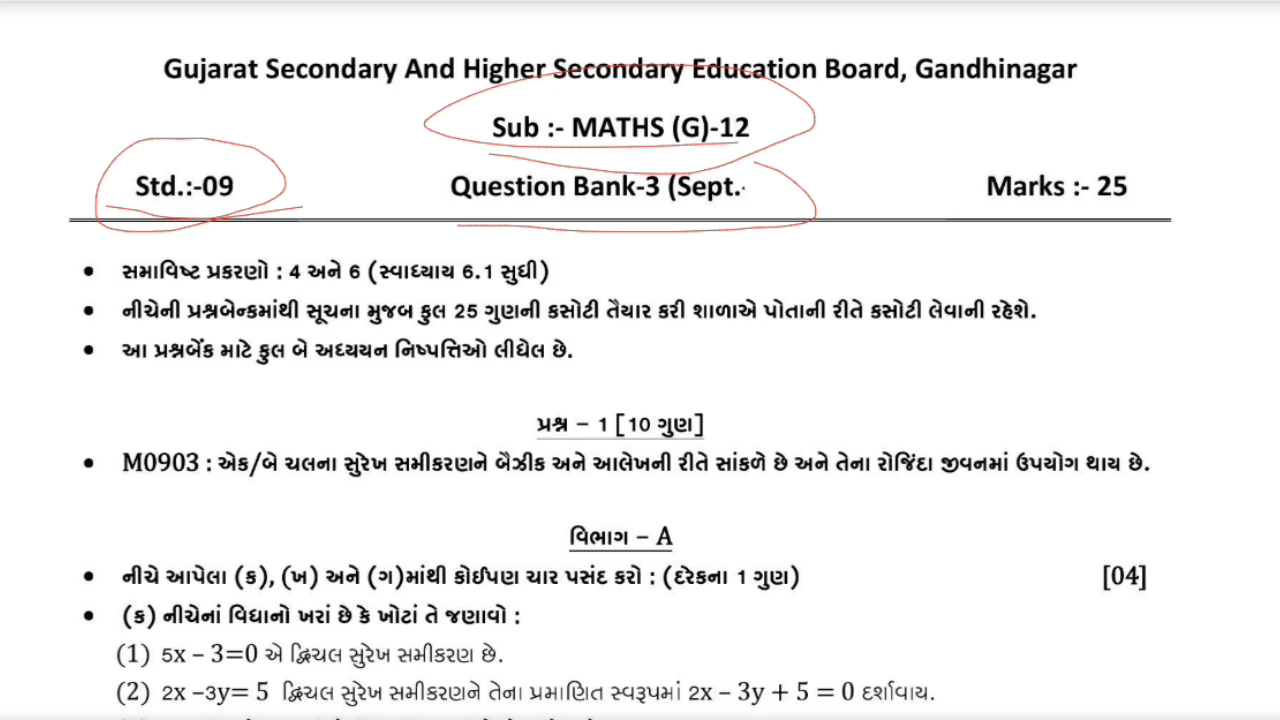 Gujarat Secondary And Higher Secondary Education Board, Gandhinagar
Sub :- MATHS (G)-12
Std.:-09 Question Bank-3 (Sept. Marks :- 25
• સમાવિષ્ટ પ્રકરણો : 4 અને 6 (સ્વાધ્યાય 6.1 સુધી)
• નીચેની પ્રશ્નબેન્કમાંથી સૂચના મુજબ કુલ 25 ગુણની કસોટી તૈયાર કરી શાળાએ પોતાની રીતે કસોટી લેવાની રહેશે.
• આ પ્રશ્નબેંક માટે કુલ બે અધ્યયન નિષ્પત્તિઓ લીધેલ છે.
પ્રશ્ન – 1 [10 ગુણ]
• M0903 : એક/બે ચલના સુરેખ સમીકરણને બૈઝીક અને આલેખની રીતે સાંકળે છે અને તેના રોજિંદા જીવનમાં ઉપયોગ થાય છે.
વિભાગ – A
• નીચે આપેલા (ક), (ખ) અને (ગ)માંથી કોઈપણ ચાર પસંદ કરો : (દરેકના 1 ગુણ) [04]
• (ક) નીચેનાં વિધાનો ખરાં છે કે ખોટાં તે જણાવો :
(1) 5x – 3=0 એ દ્વિચલ સુરેખ સમીકરણ છે.
(2) 2x –3y= 5 દ્વિચલ સુરેખ સમીકરણને તેના પ્રમાણિત સ્વરૂપમાં 2x – 3y + 5 = 0 દર્શાવાય.